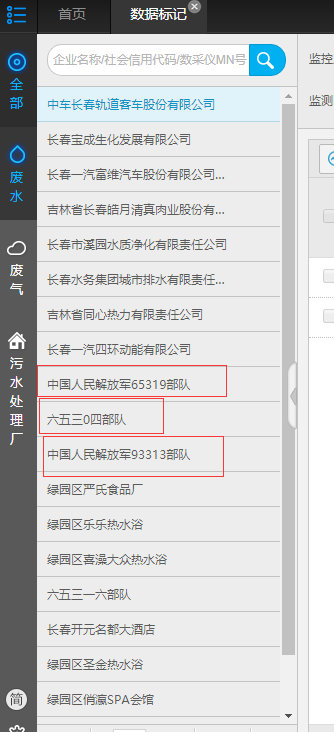 首页
数据标记
全部
废水
废气
污水处理厂
简
企业名称/社会信用代码/数采仪MN号
中车长春轨道客车股份有限公司
长春宝成生化发展有限公司
长春一汽富维汽车股份有限公司...
吉林省长春皓月清真肉业股份有...
长春市溪园水质净化有限责任公司
长春水务集团城市排水有限责任...
吉林省同心热力有限责任公司
长春一汽四环动能有限公司
中国人民解放军65319部队
六五三0四部队
中国人民解放军93313部队
绿园区严氏食品厂
绿园区乐乐热水浴
绿园区喜澡大众热水浴
六五三一六部队
长春开元名都大酒店
绿园区圣金热水浴
绿园区俏瀛SPA会馆
监控
监测